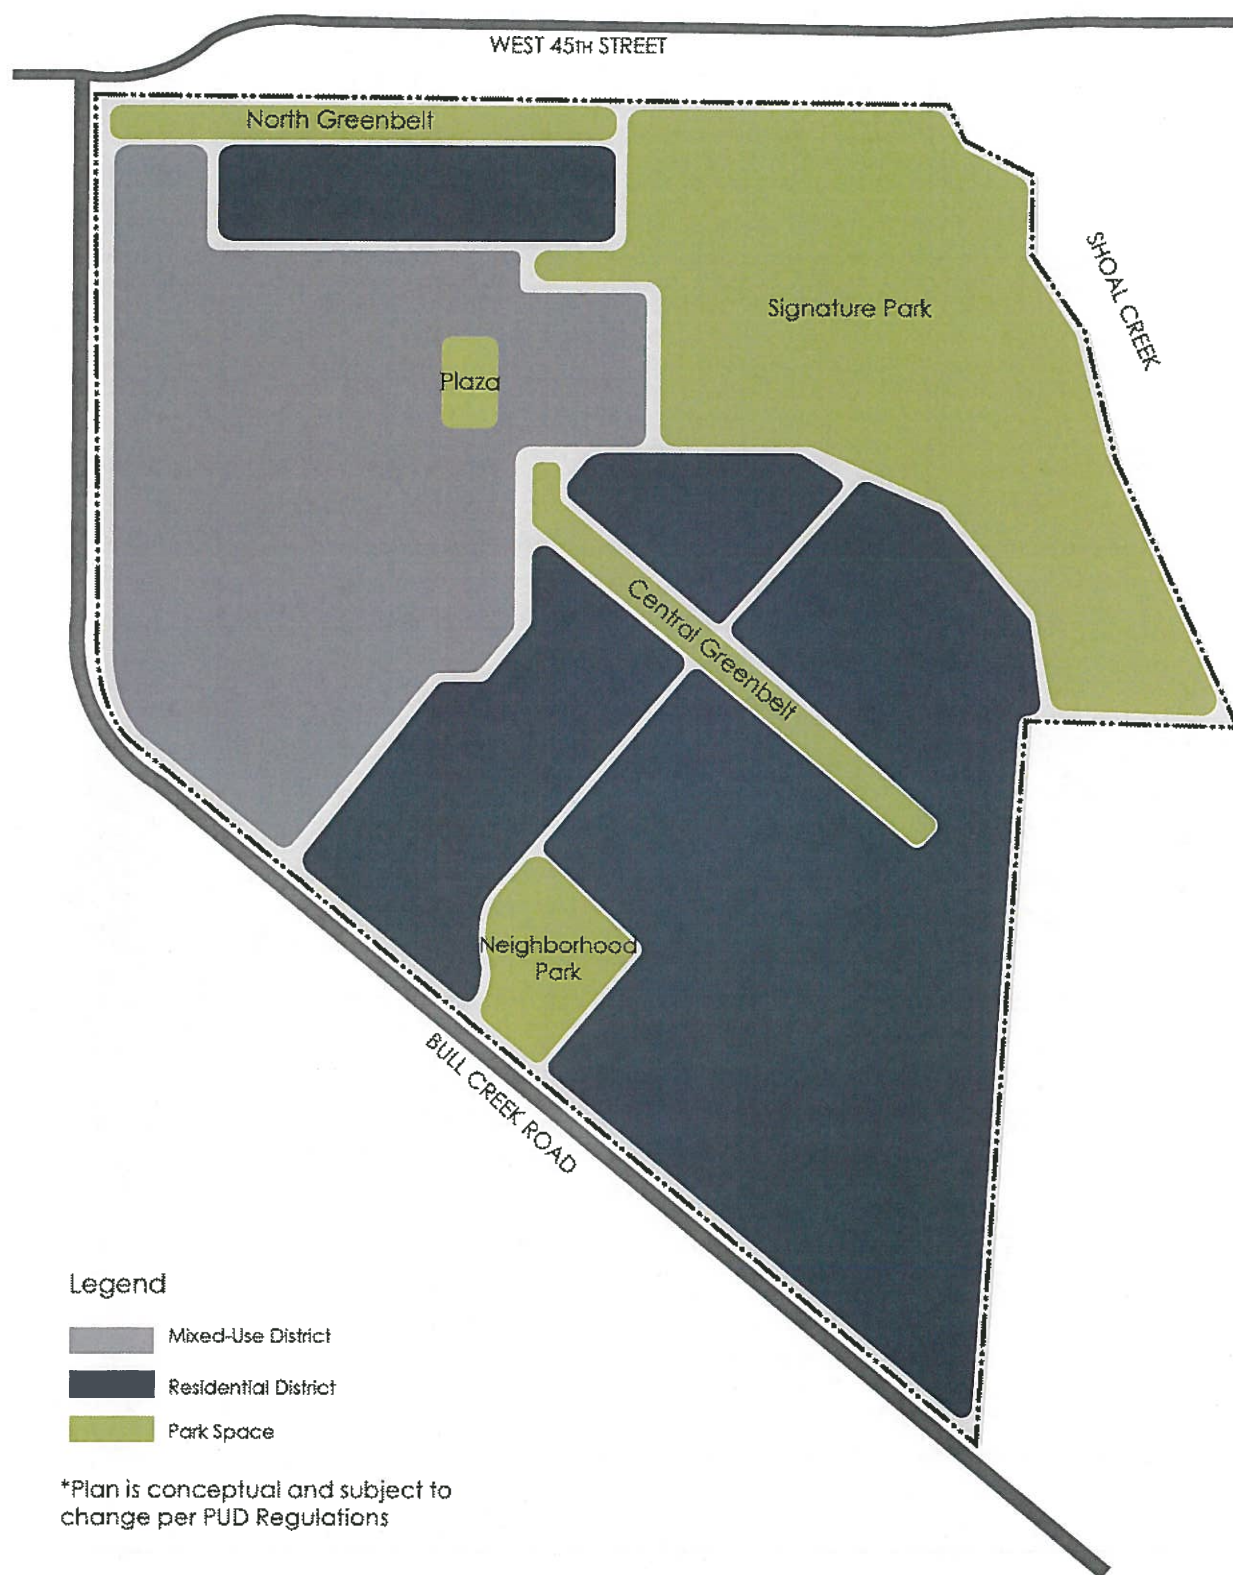 WEST 45TH STREET
North Greenbelt
SHOAL CREEK
Signature Park
Plaza
Central Greenbelt
Neighborhood
Park
BULL CREEK ROAD
Legend
Mixed-Use District
Residential District
Park Space
*Plan is conceptual and subject to
change per PUD Regulations